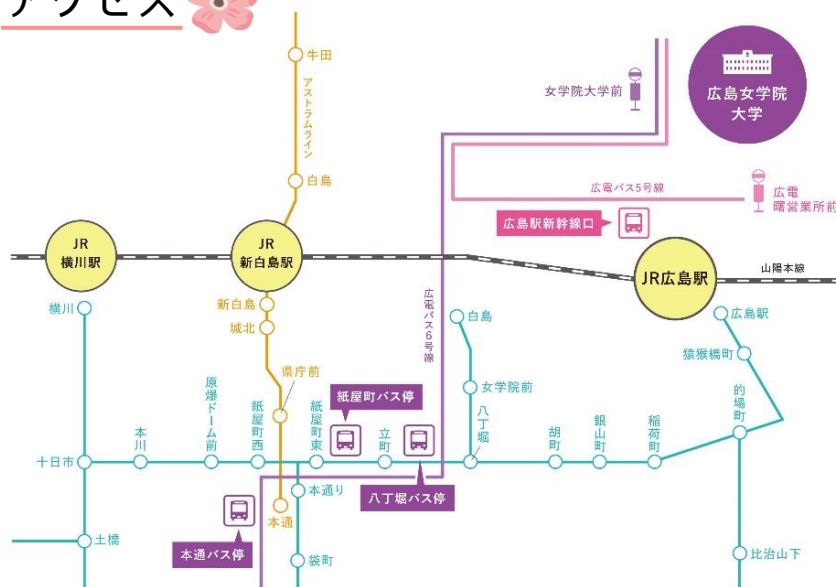 アクセス
牛田
アストラムライン
白島
女学院大学前
広島女学院
大学
広電バス5号線
広電
曙営業所前
広島駅新幹線口
JR
横川駅
JR
新白島駅
JR広島駅
山陽本線
横川
新白島
城北
県庁前
広電バス6号線
白島
広島駅
猿猴橋町
女学院前
紙屋町バス停
十日市
本川
原爆ドーム前
紙屋町西
紙屋町東
立町
八丁堀
胡町
銀山町
稲荷町
的場町
本通り
本通
八丁堀バス停
土橋
本通バス停
袋町
比治山下